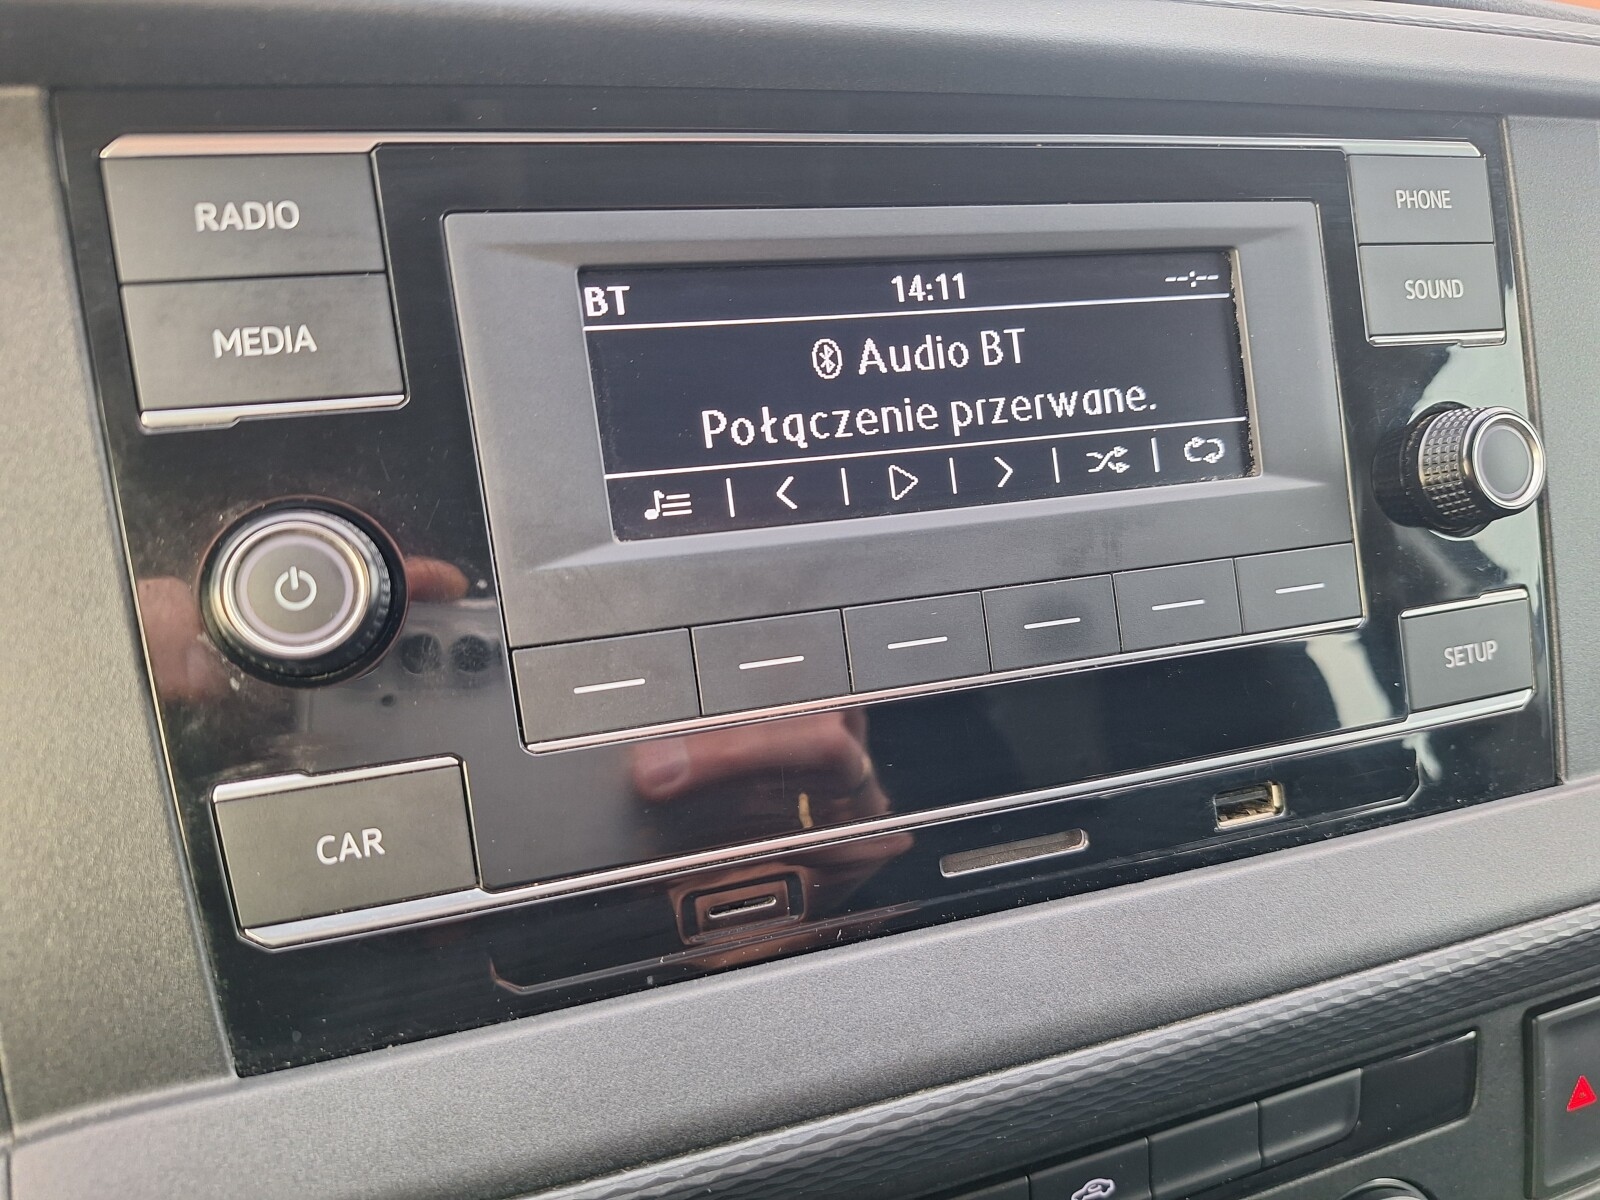 RADIO
MEDIA
BT 14:11 --:--
Audio BT
Połączenie przerwane.
PHONE
SOUND
SETUP
CAR